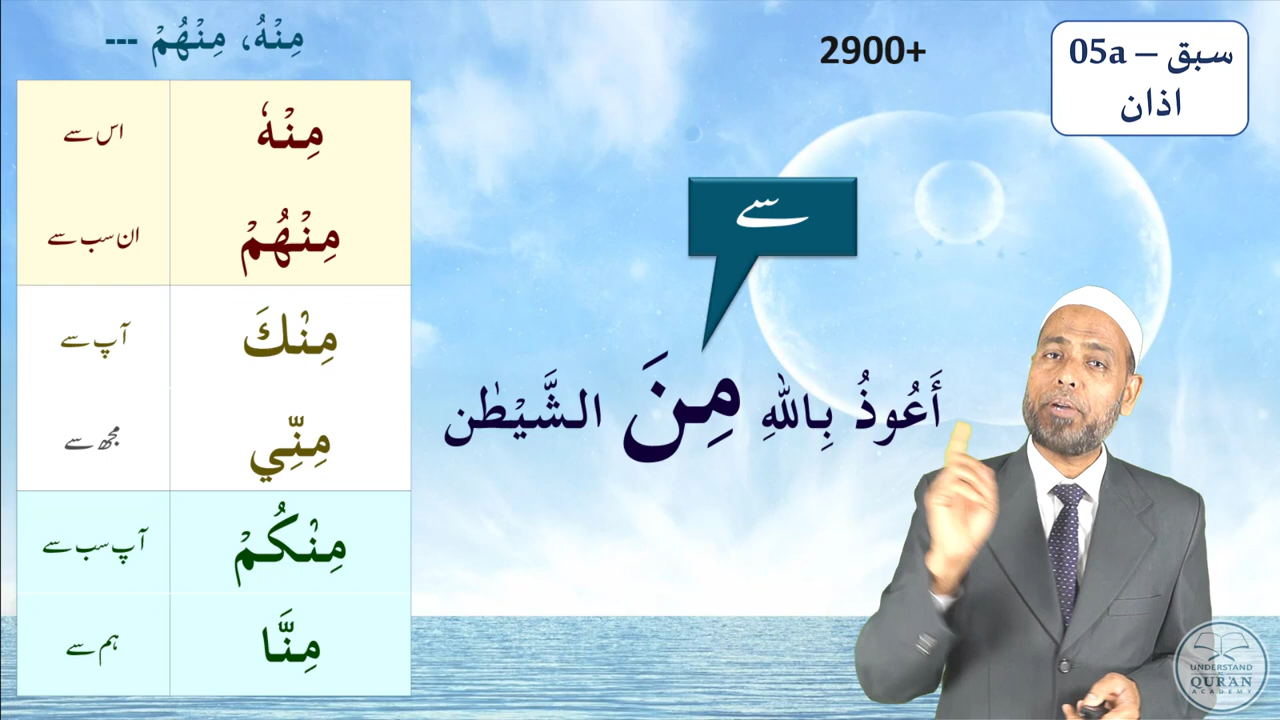 مِنْهُ، مِنْهُمْ ---
2900+
سبق – 05a
اذان
مِنْهُ اس سے
مِنْهُمْ ان سب سے
مِنْكَ آپ سے
مِنِّي مجھ سے
مِنْكُمْ آپ سب سے
مِنَّا ہم سے
سے
أَعُوذُ بِاللهِ مِنَ الشَّيْطٰن
UNDERSTAND
QURAN
ACADEMY